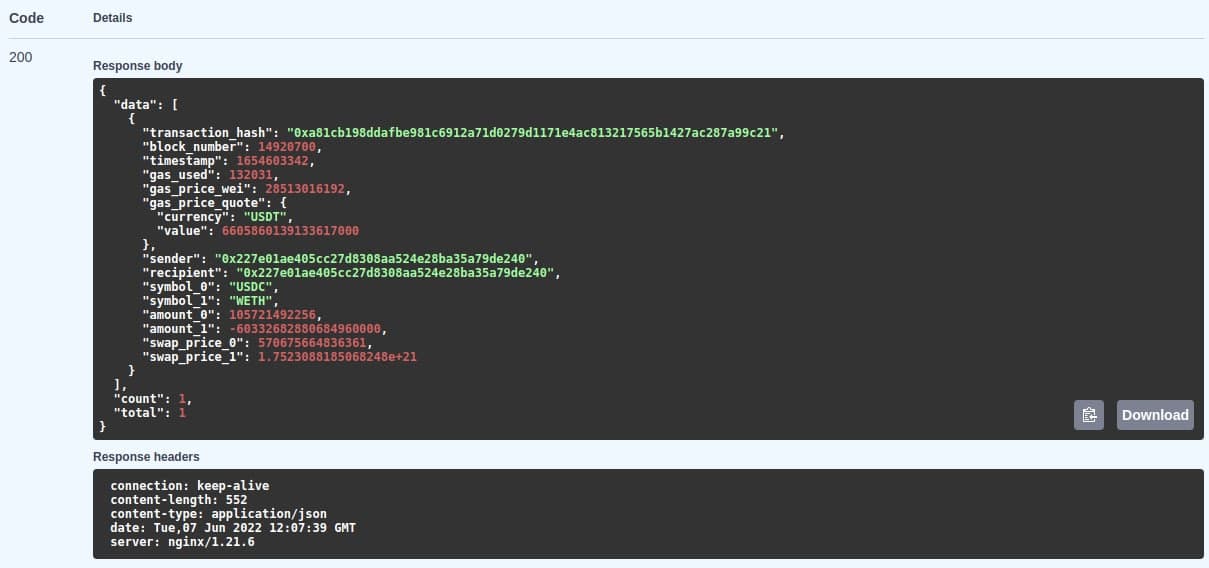 Code Details
200
Response body
{
  "data": [
    {
      "transaction_hash": "0xa81cb198ddafbe981c6912a71d0279d1171e4ac813217565b1427ac287a99c21",
      "block_number": 14920700,
      "timestamp": 1654603342,
      "gas_used": 132031,
      "gas_price_wei": 28513016192,
      "gas_price_quote": {
        "currency": "USDT",
        "value": 6605860139133617000
      },
      "sender": "0x227e01ae405cc27d8308aa524e28ba35a79de240",
      "recipient": "0x227e01ae405cc27d8308aa524e28ba35a79de240",
      "symbol_0": "USDC",
      "symbol_1": "WETH",
      "amount_0": 105721492256,
      "amount_1": -60332682880684960000,
      "swap_price_0": 570675664836361,
      "swap_price_1": 1.7523088185068248e+21
    }
  ],
  "count": 1,
  "total": 1
}
Download
Response headers
connection: keep-alive
content-length: 552
content-type: application/json
date: Tue,07 Jun 2022 12:07:39 GMT
server: nginx/1.21.6